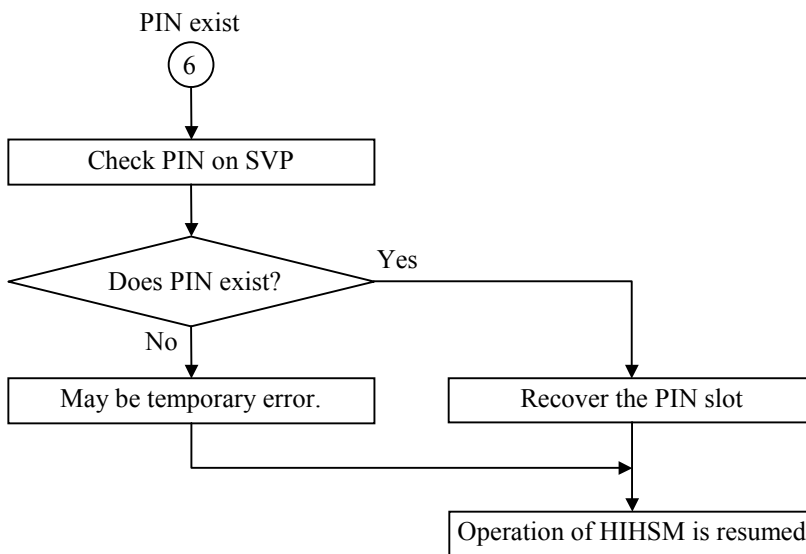 PIN exist
6
Check PIN on SVP
Does PIN exist?
Yes
No
May be temporary error.
Recover the PIN slot
Operation of HIHSM is resumed